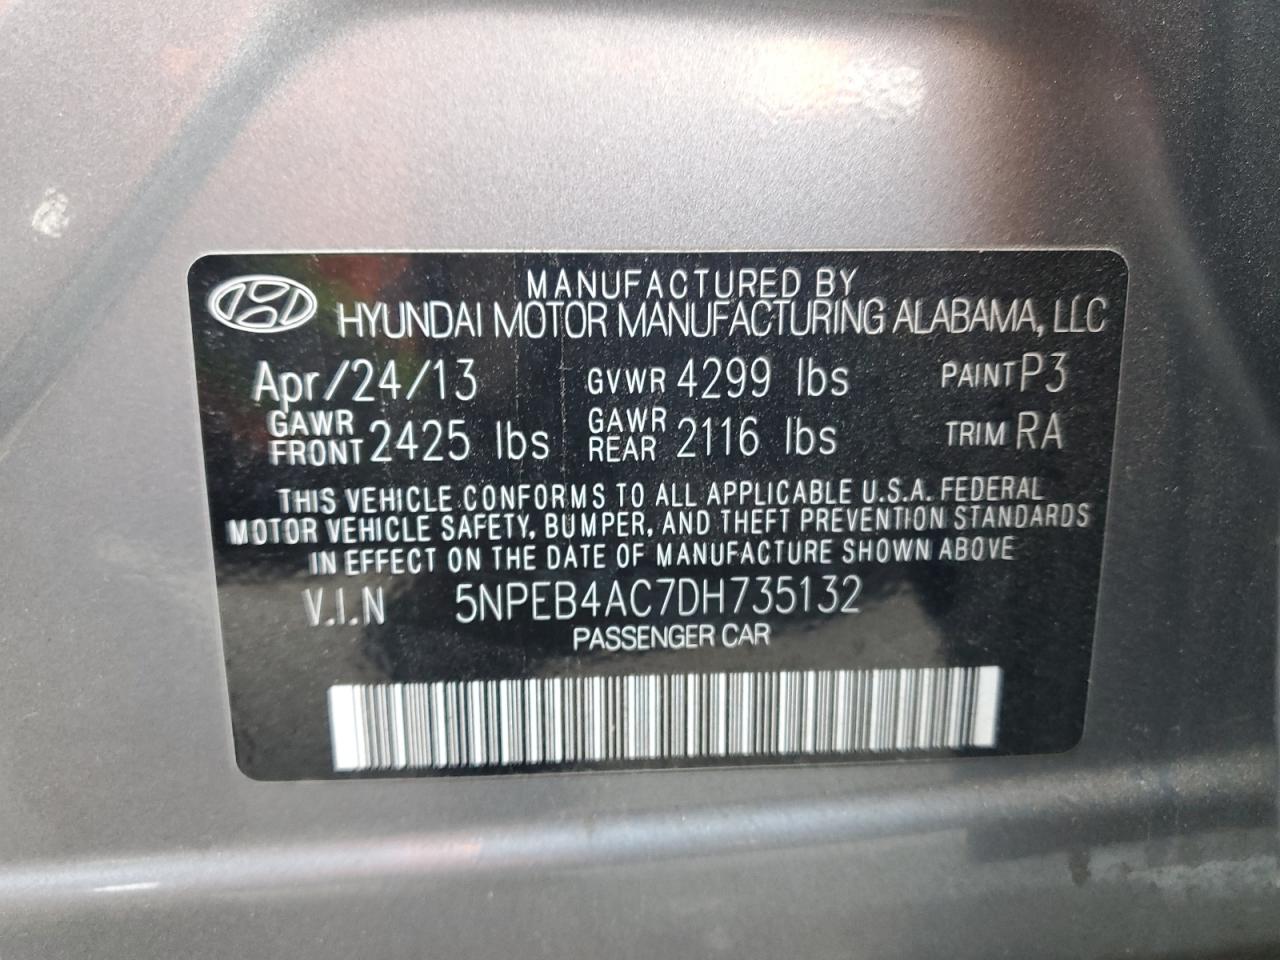 MANUFACTURED BY
HYUNDAI MOTOR MANUFACTURING ALABAMA, LLC
Apr/24/13 GVWR 4299 lbs PAINT P3
GAWR FRONT 2425 lbs GAWR REAR 2116 lbs TRIM RA
THIS VEHICLE CONFORMS TO ALL APPLICABLE U.S.A. FEDERAL
MOTOR VEHICLE SAFETY, BUMPER, AND THEFT PREVENTION STANDARDS
IN EFFECT ON THE DATE OF MANUFACTURE SHOWN ABOVE
V.I.N 5NPEB4AC7DH735132
PASSENGER CAR